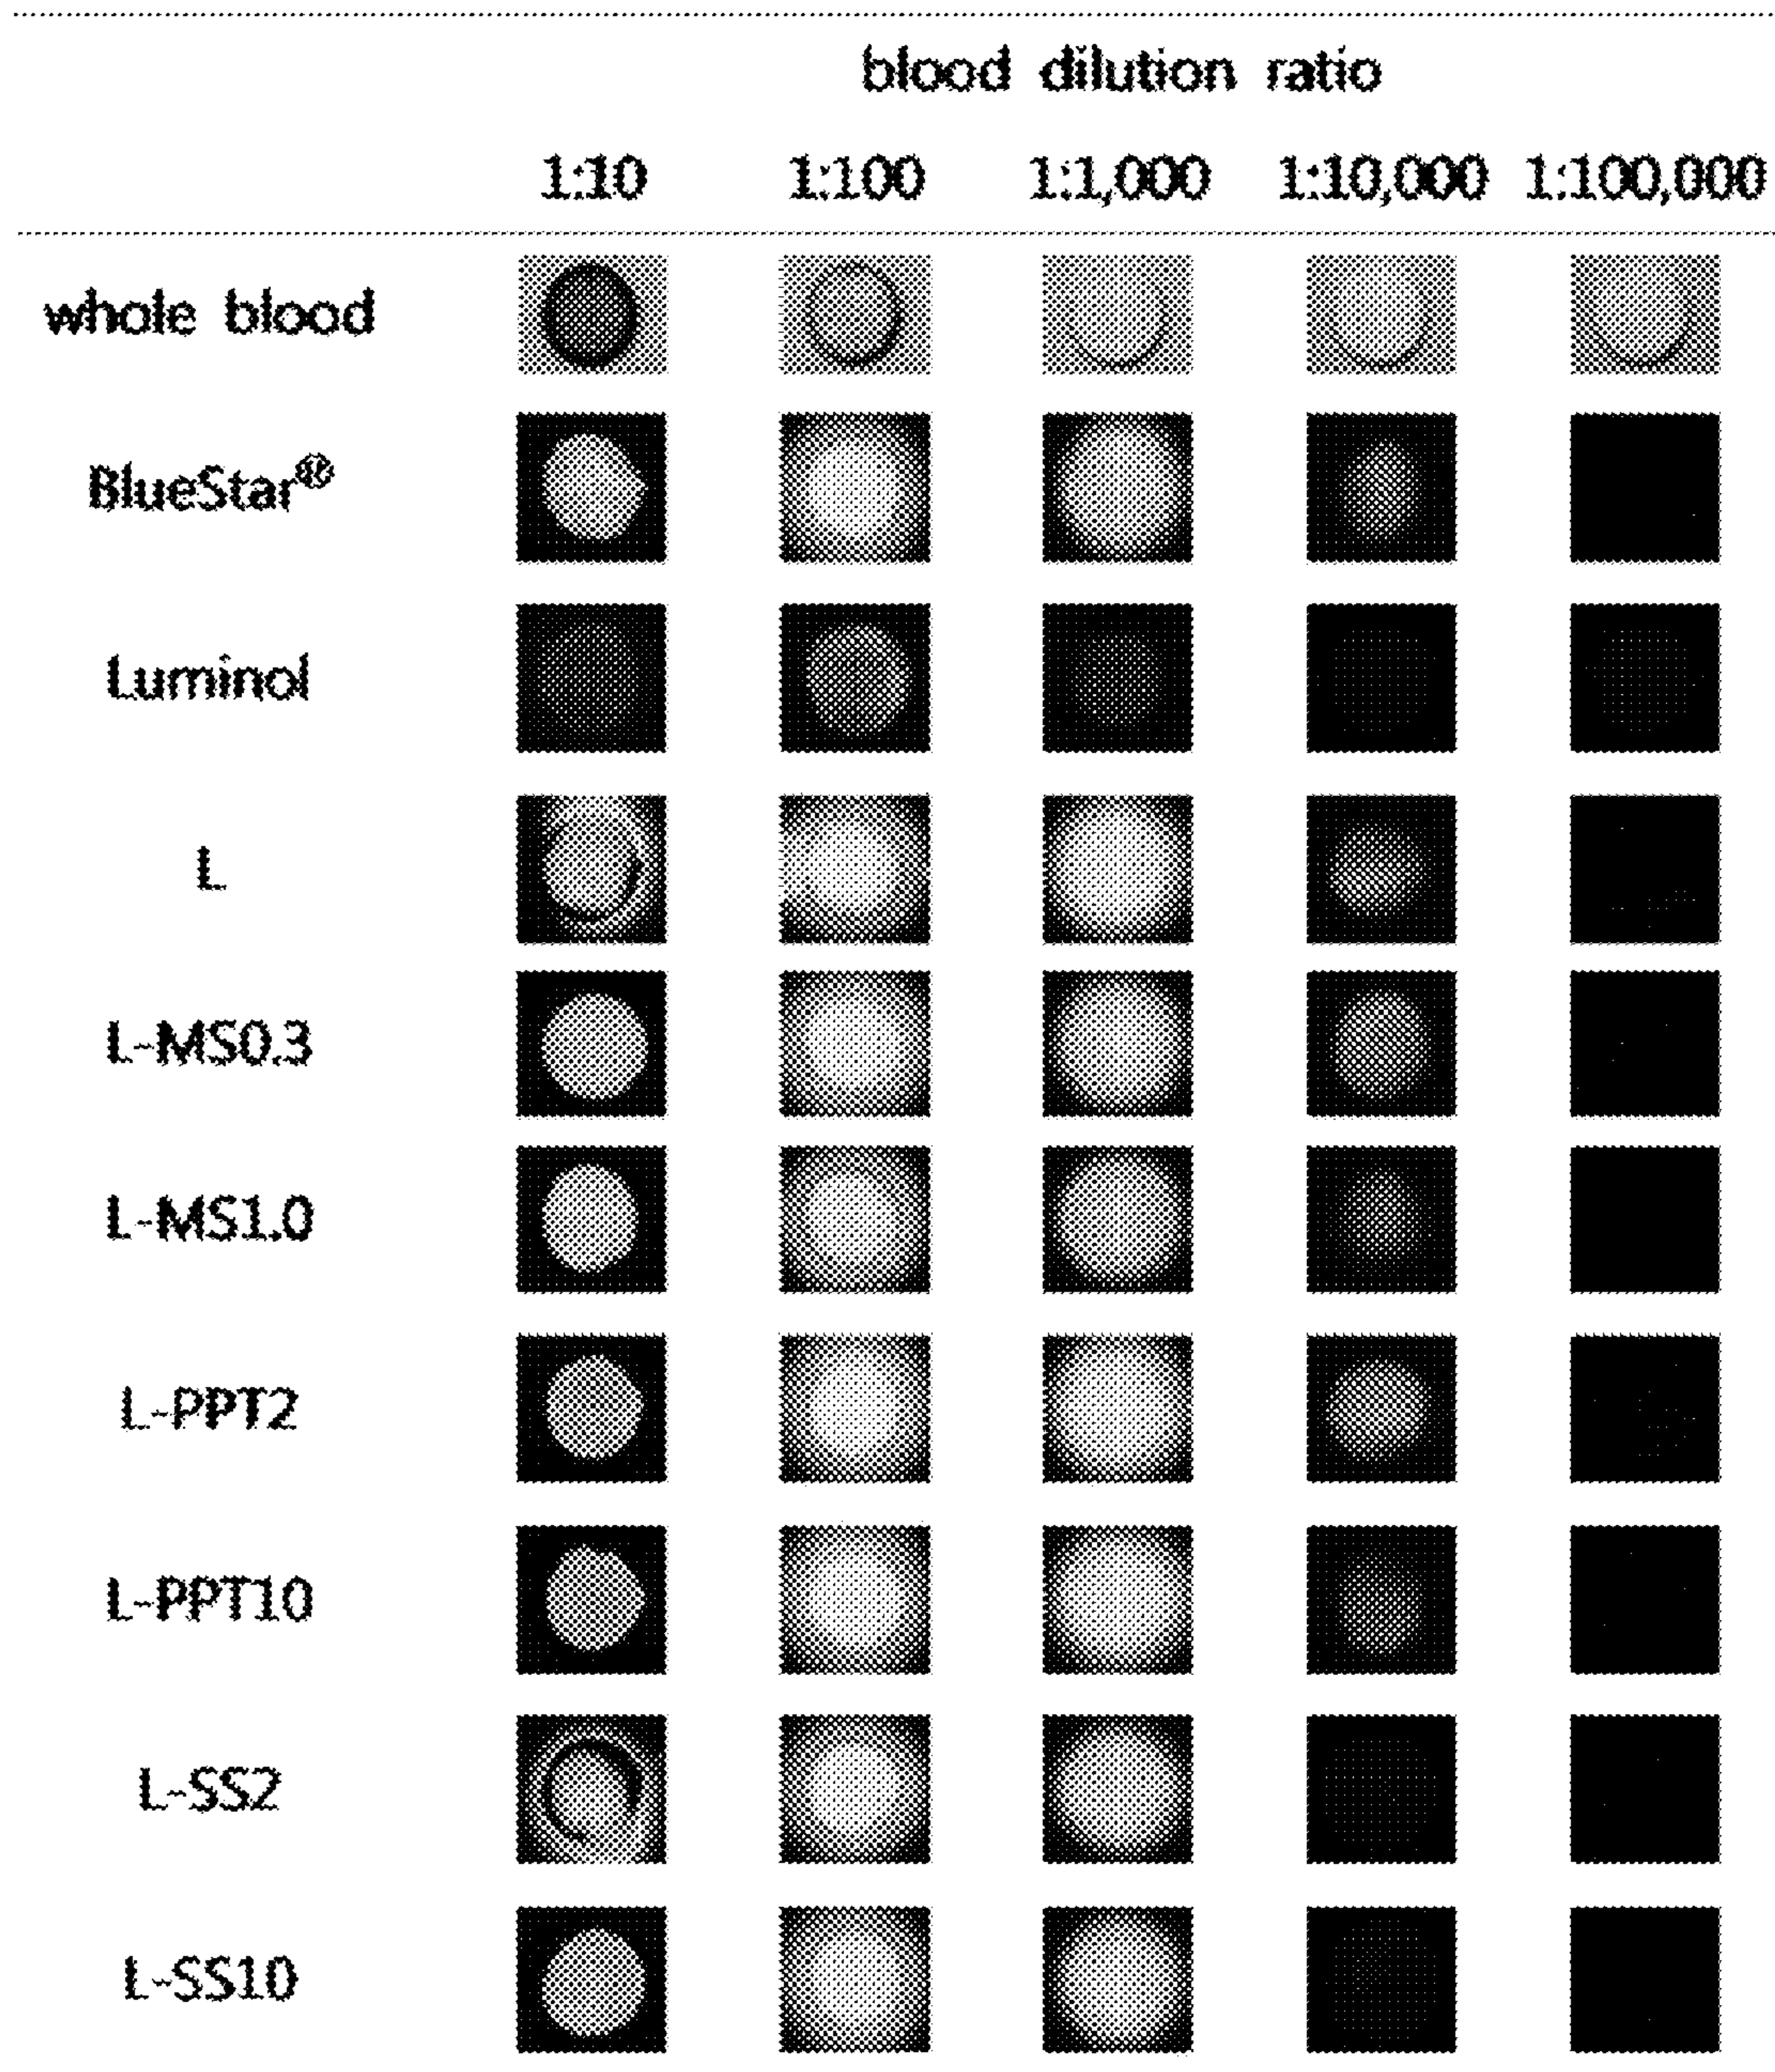 blood dilution ratio
1:10 1:100 1:1,000 1:10,000 1:100,000
whole blood
BlueStar®
Luminol
L
L-MS0.3
L-MS1.0
L-PPT2
L-PPT10
L-SS2
L-SS10